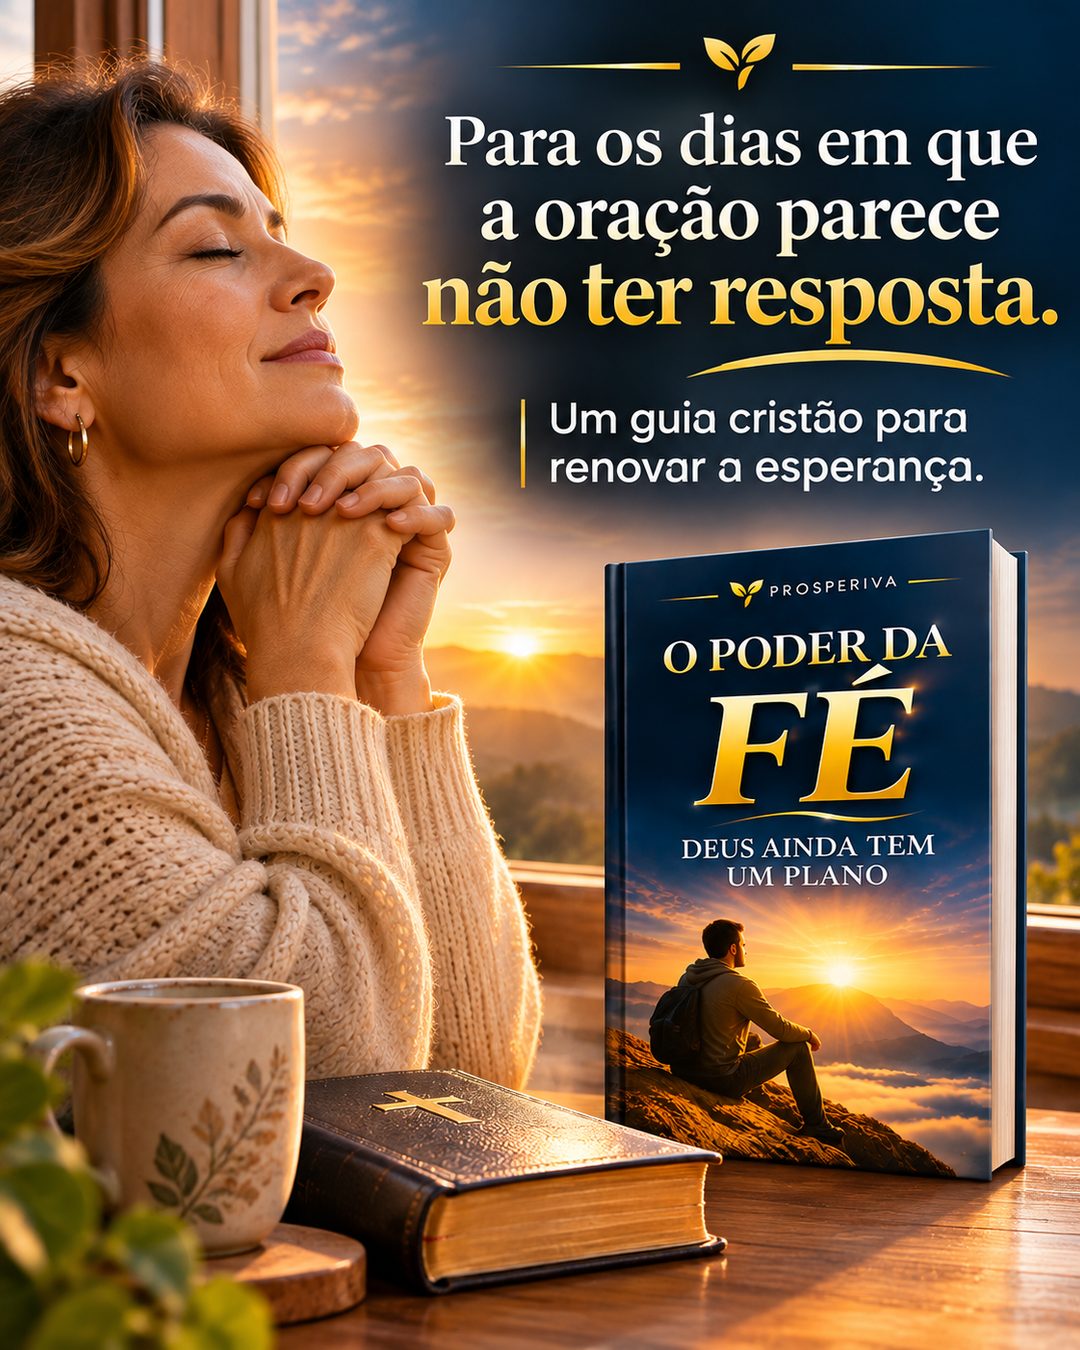 Para os dias em que
a oração parece
não ter resposta.
Um guia cristão para
renovar a esperança.
PROSPERIVA
O PODER DA
FÉ
DEUS AINDA TEM
UM PLANO